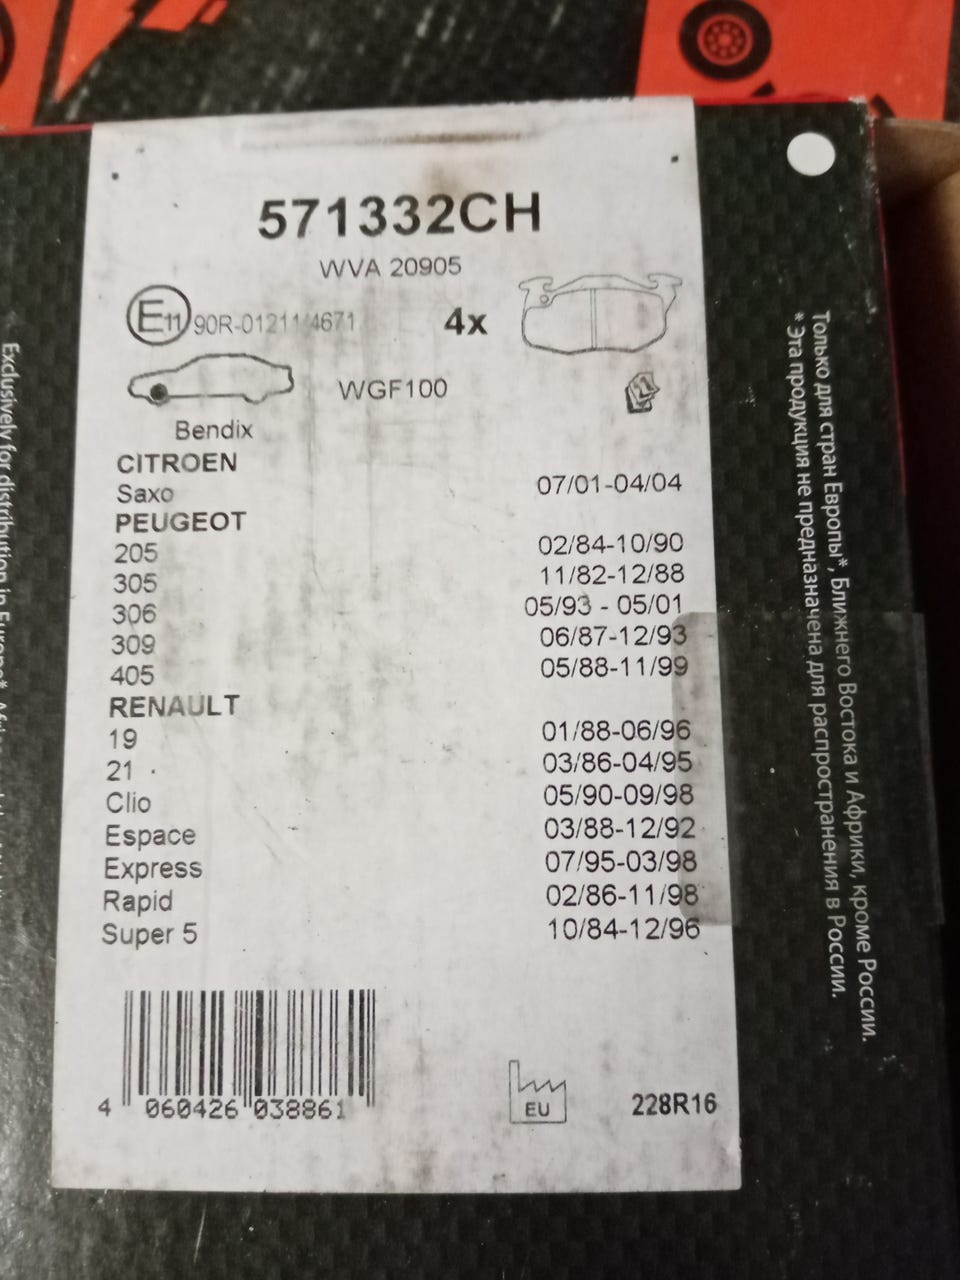 571332CH
WVA 20905
E11 90R-01211/4671
4x
WGF100
Bendix
CITROEN
Saxo 07/01-04/04
PEUGEOT
205 02/84-10/90
305 11/82-12/88
306 05/93 - 05/01
309 06/87-12/93
405 05/88-11/99
RENAULT
19 01/88-06/96
21 03/86-04/95
Clio 05/90-09/98
Espace 03/88-12/92
Express 07/95-03/98
Rapid 02/86-11/98
Super 5 10/84-12/96
4 060426 038861
EU
228R16
Только для стран Европы*, Ближнего Востока и Африки, кроме России.
*Эта продукция не предназначена для распространения в России.
Exclusively for distribution in Europe*,